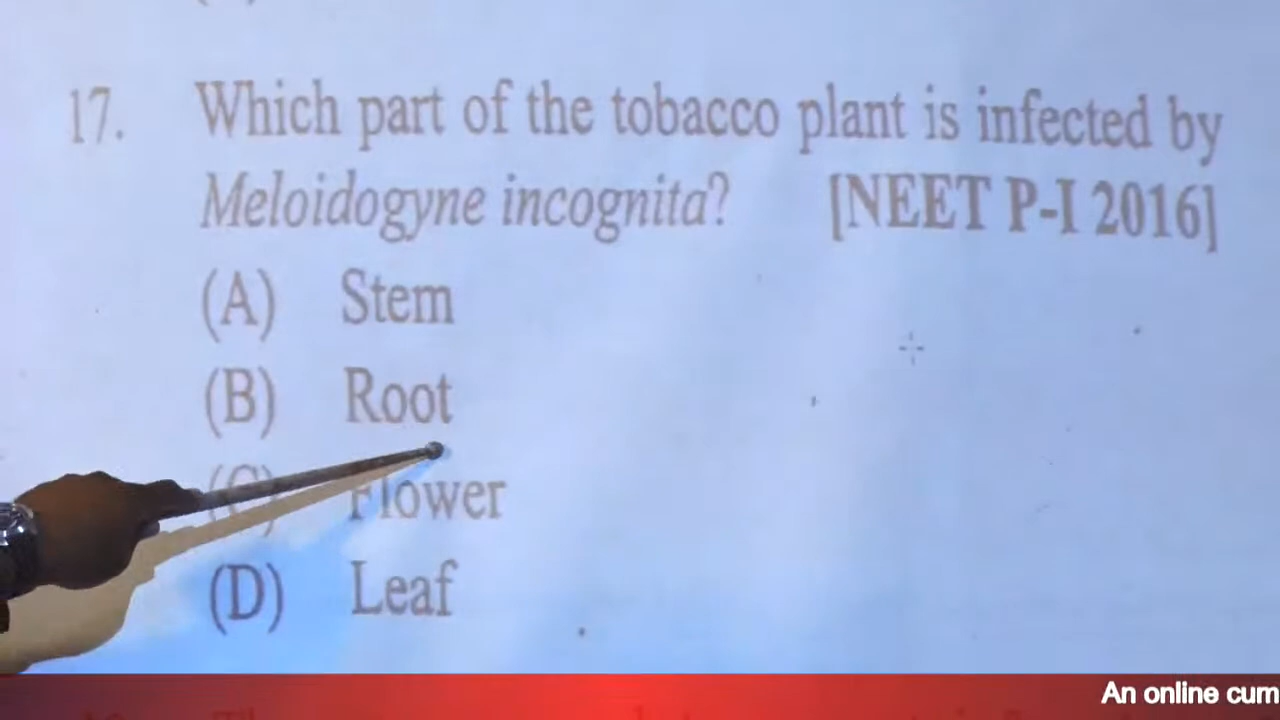 17. Which part of the tobacco plant is infected by
Meloidogyne incognita? [NEET P-I 2016]
(A) Stem
(B) Root
(C) Flower
(D) Leaf
An online cum